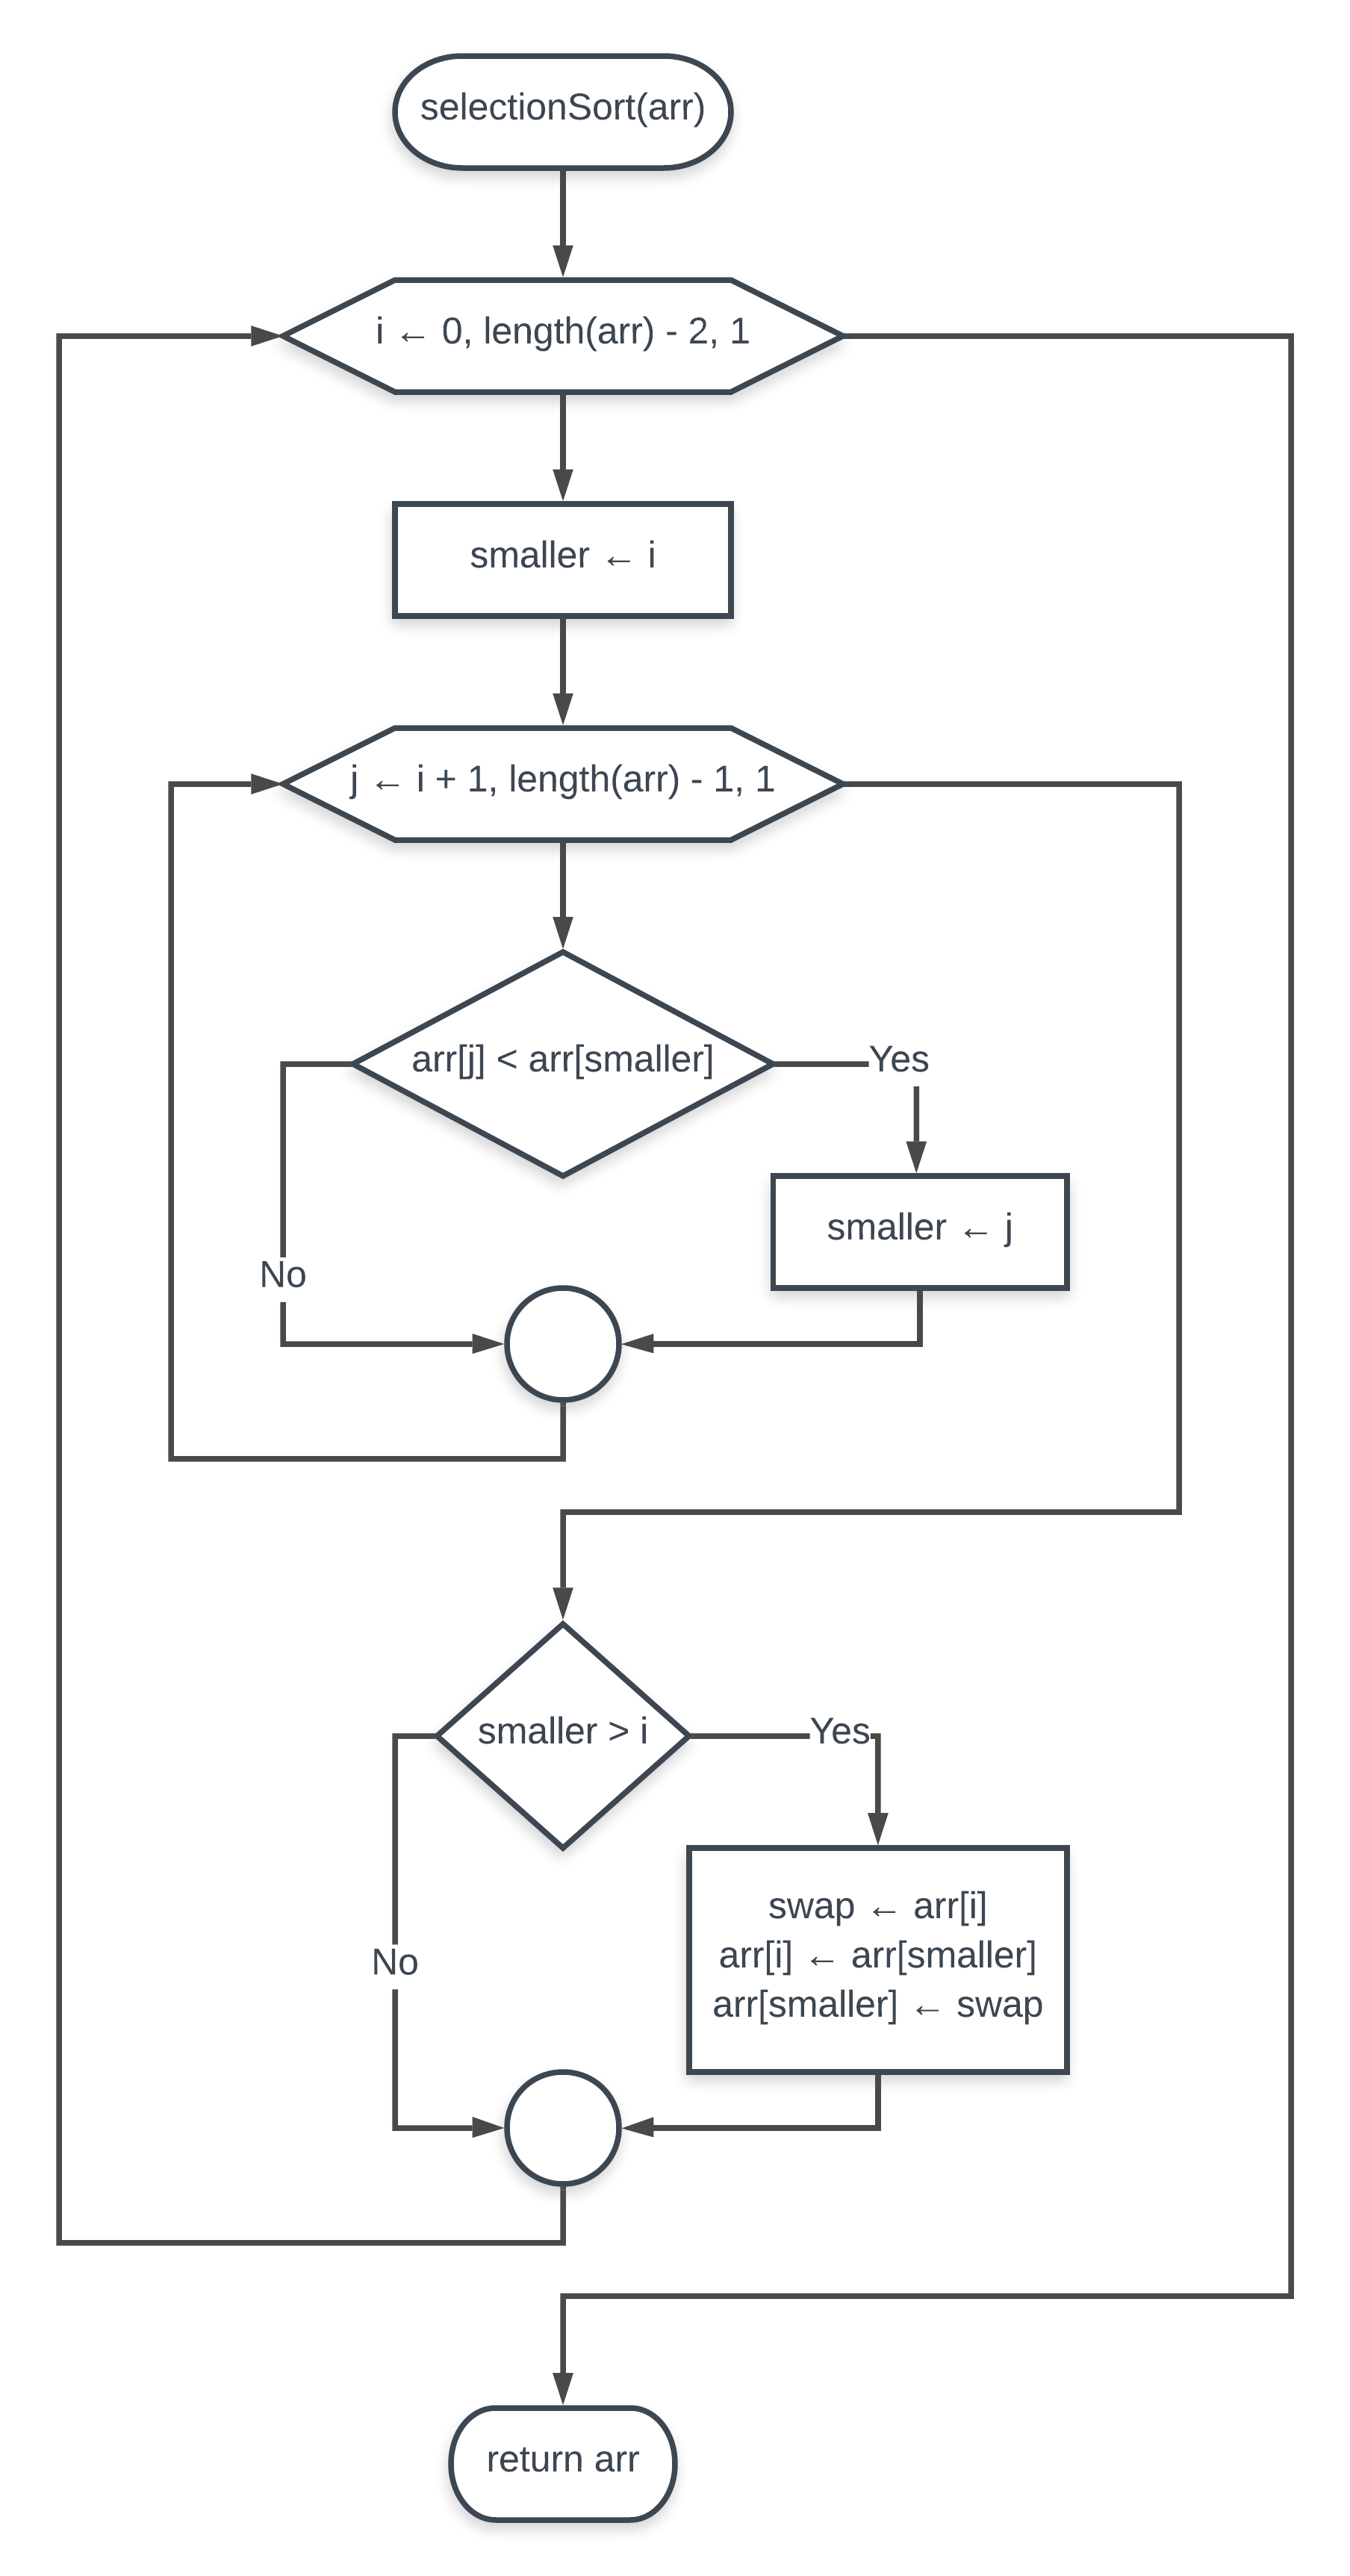 selectionSort(arr)
i ← 0, length(arr) - 2, 1
smaller ← i
j ← i + 1, length(arr) - 1, 1
arr[j] < arr[smaller]
Yes
smaller ← j
No
smaller > i
Yes
swap ← arr[i]
arr[i] ← arr[smaller]
arr[smaller] ← swap
No
return arr